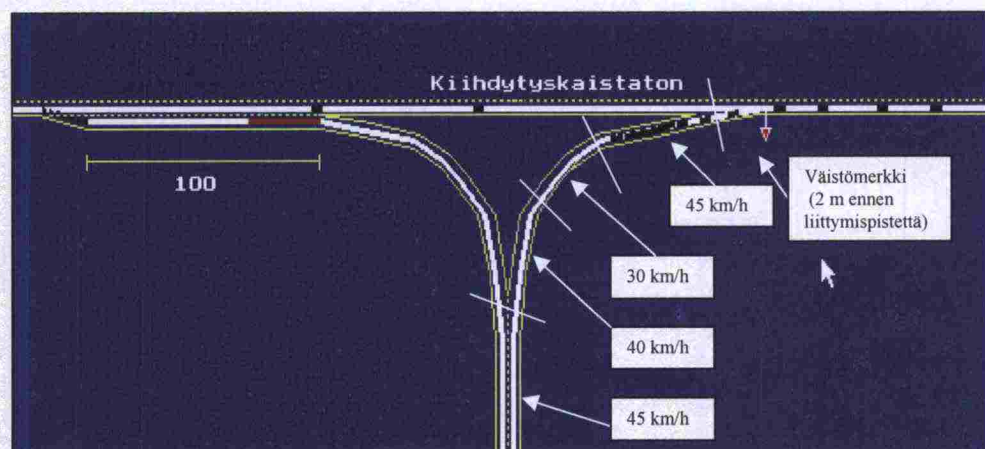 Kiihdytyskaistaton
100
45 km/h
Väistömerkki
(2 m ennen
liittymispistettä)
30 km/h
40 km/h
45 km/h